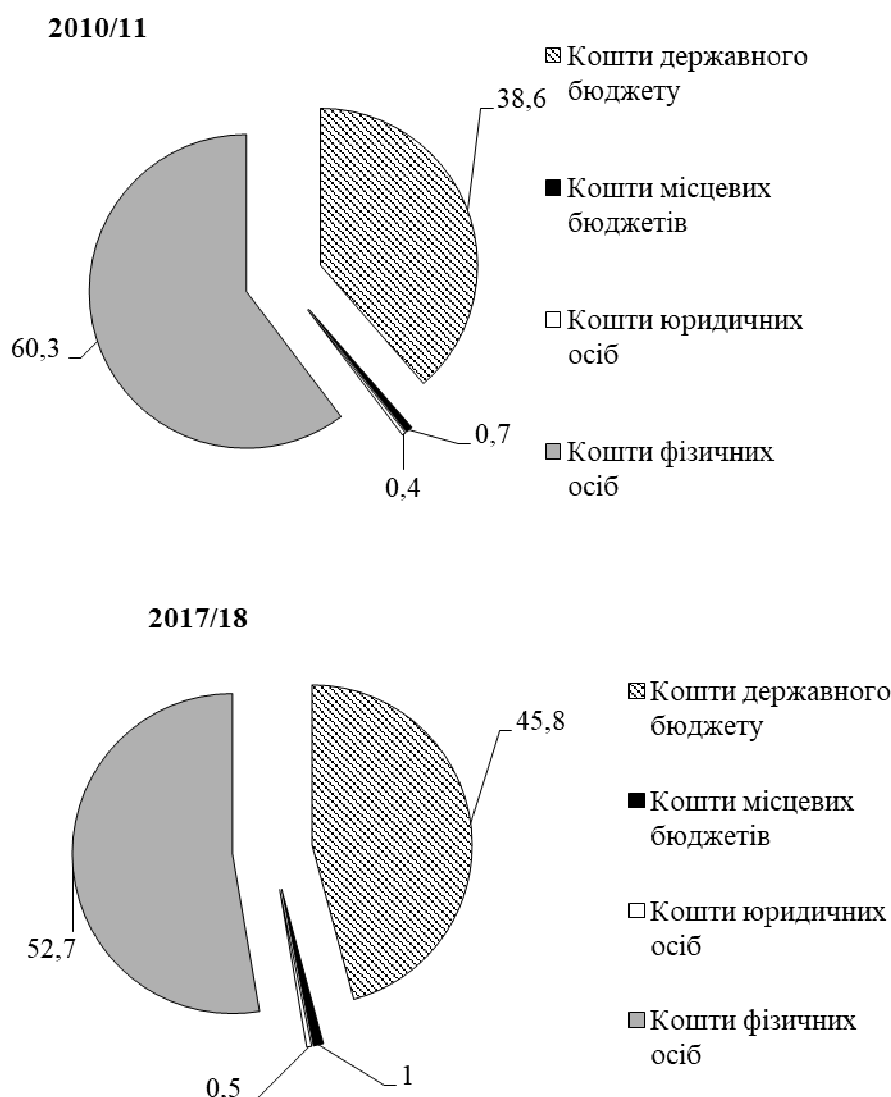 2010/11
Кошти державного
бюджету
38,6
Кошти місцевих
бюджетів
Кошти юридичних
осіб
60,3
0,7
Кошти фізичних
осіб
0,4
2017/18
Кошти державного
бюджету
45,8
Кошти місцевих
бюджетів
Кошти юридичних
осіб
52,7
Кошти фізичних
осіб
1
0,5